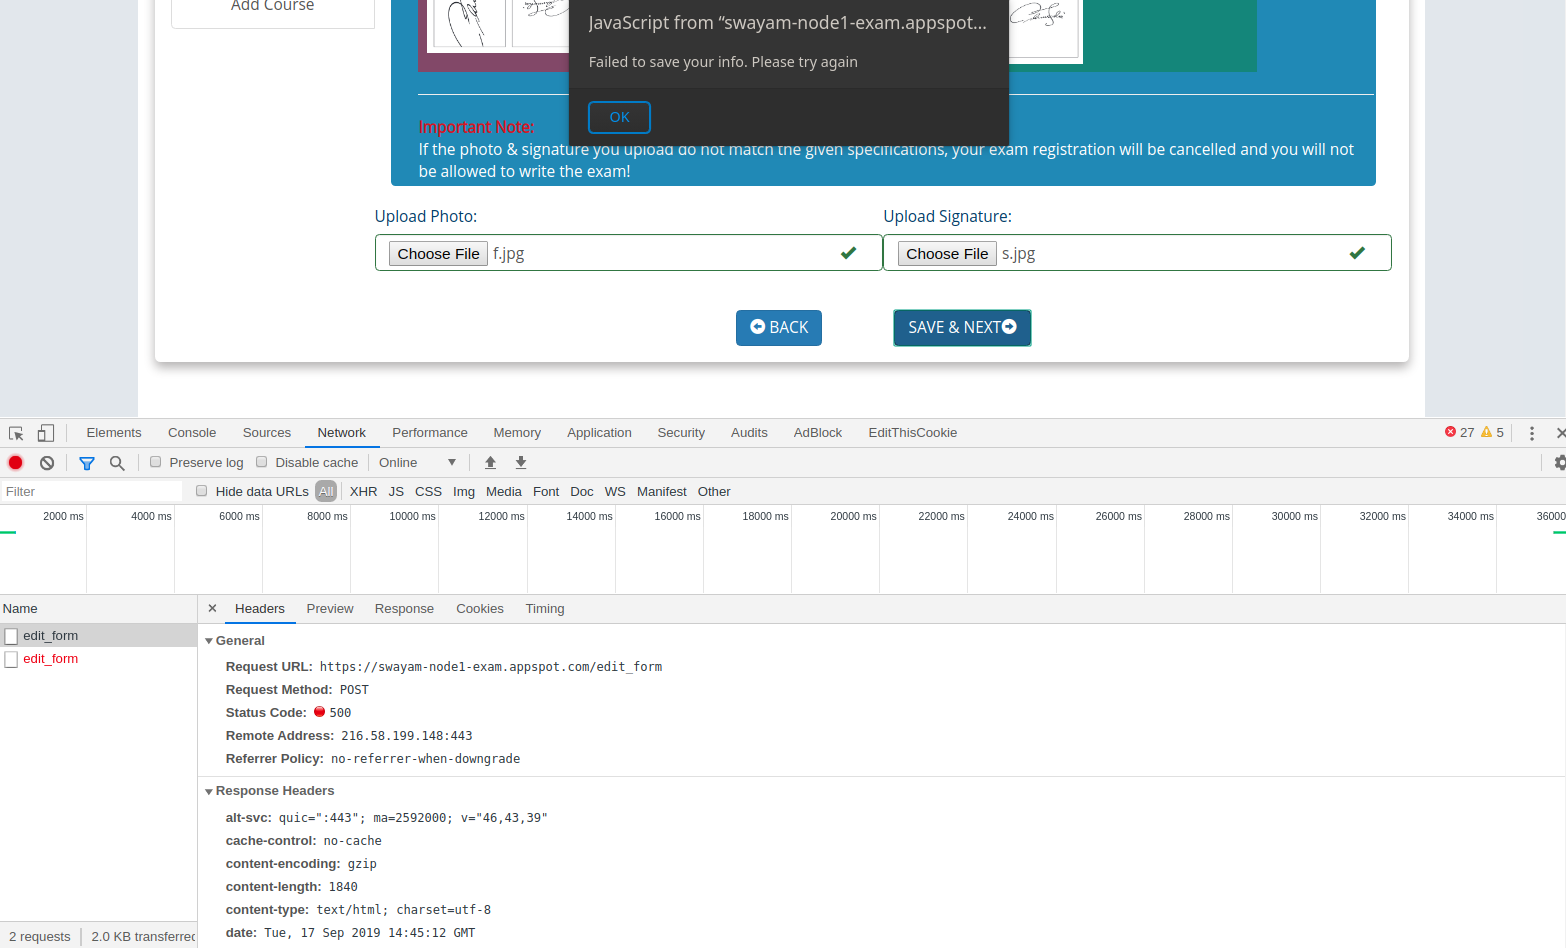 Add Course
JavaScript from “swayam-node1-exam.appspot...
Failed to save your info. Please try again
OK
Important Note:
If the photo & signature you upload do not match the given specifications, your exam registration will be cancelled and you will not
be allowed to write the exam!
Upload Photo:
Upload Signature:
Choose File f.jpg
Choose File s.jpg
BACK
SAVE & NEXT
Elements Console Sources Network Performance Memory Application Security Audits AdBlock EditThisCookie 27 5
Preserve log Disable cache Online
Filter Hide data URLs All XHR JS CSS Img Media Font Doc WS Manifest Other
2000 ms 4000 ms 6000 ms 8000 ms 10000 ms 12000 ms 14000 ms 16000 ms 18000 ms 20000 ms 22000 ms 24000 ms 26000 ms 28000 ms 30000 ms 32000 ms 34000 ms 36000
Name
edit_form
edit_form
2 requests 2.0 KB transferred
× Headers Preview Response Cookies Timing
General
Request URL: https://swayam-node1-exam.appspot.com/edit_form
Request Method: POST
Status Code: 500
Remote Address: 216.58.199.148:443
Referrer Policy: no-referrer-when-downgrade
Response Headers
alt-svc: quic=":443"; ma=2592000; v="46,43,39"
cache-control: no-cache
content-encoding: gzip
content-length: 1840
content-type: text/html; charset=utf-8
date: Tue, 17 Sep 2019 14:45:12 GMT